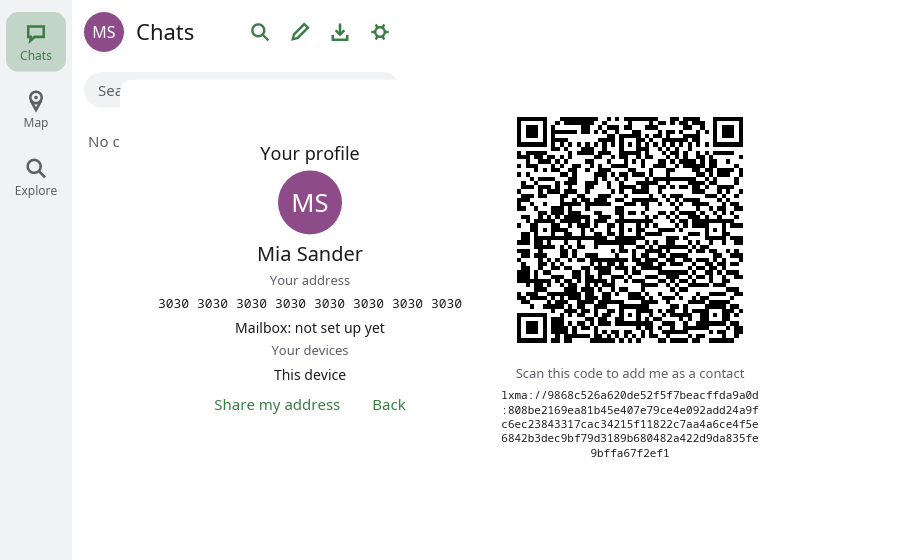 Chats
Map
Explore
MS
Chats
Sea
No c
Your profile
MS
Mia Sander
Your address
3030 3030 3030 3030 3030 3030 3030 3030
Mailbox: not set up yet
Your devices
This device
Share my address
Back
Scan this code to add me as a contact
1xma://9868c526a620de52f5f7beacffda9a0d
:808be2169ea81b45e407e79ce4e092add24a9f
c6ec23843317cac34215f11822c7aa4a6ce4f5e
6842b3dec9bf79d3189b680482a422d9da835fe
9bffa67f2ef1